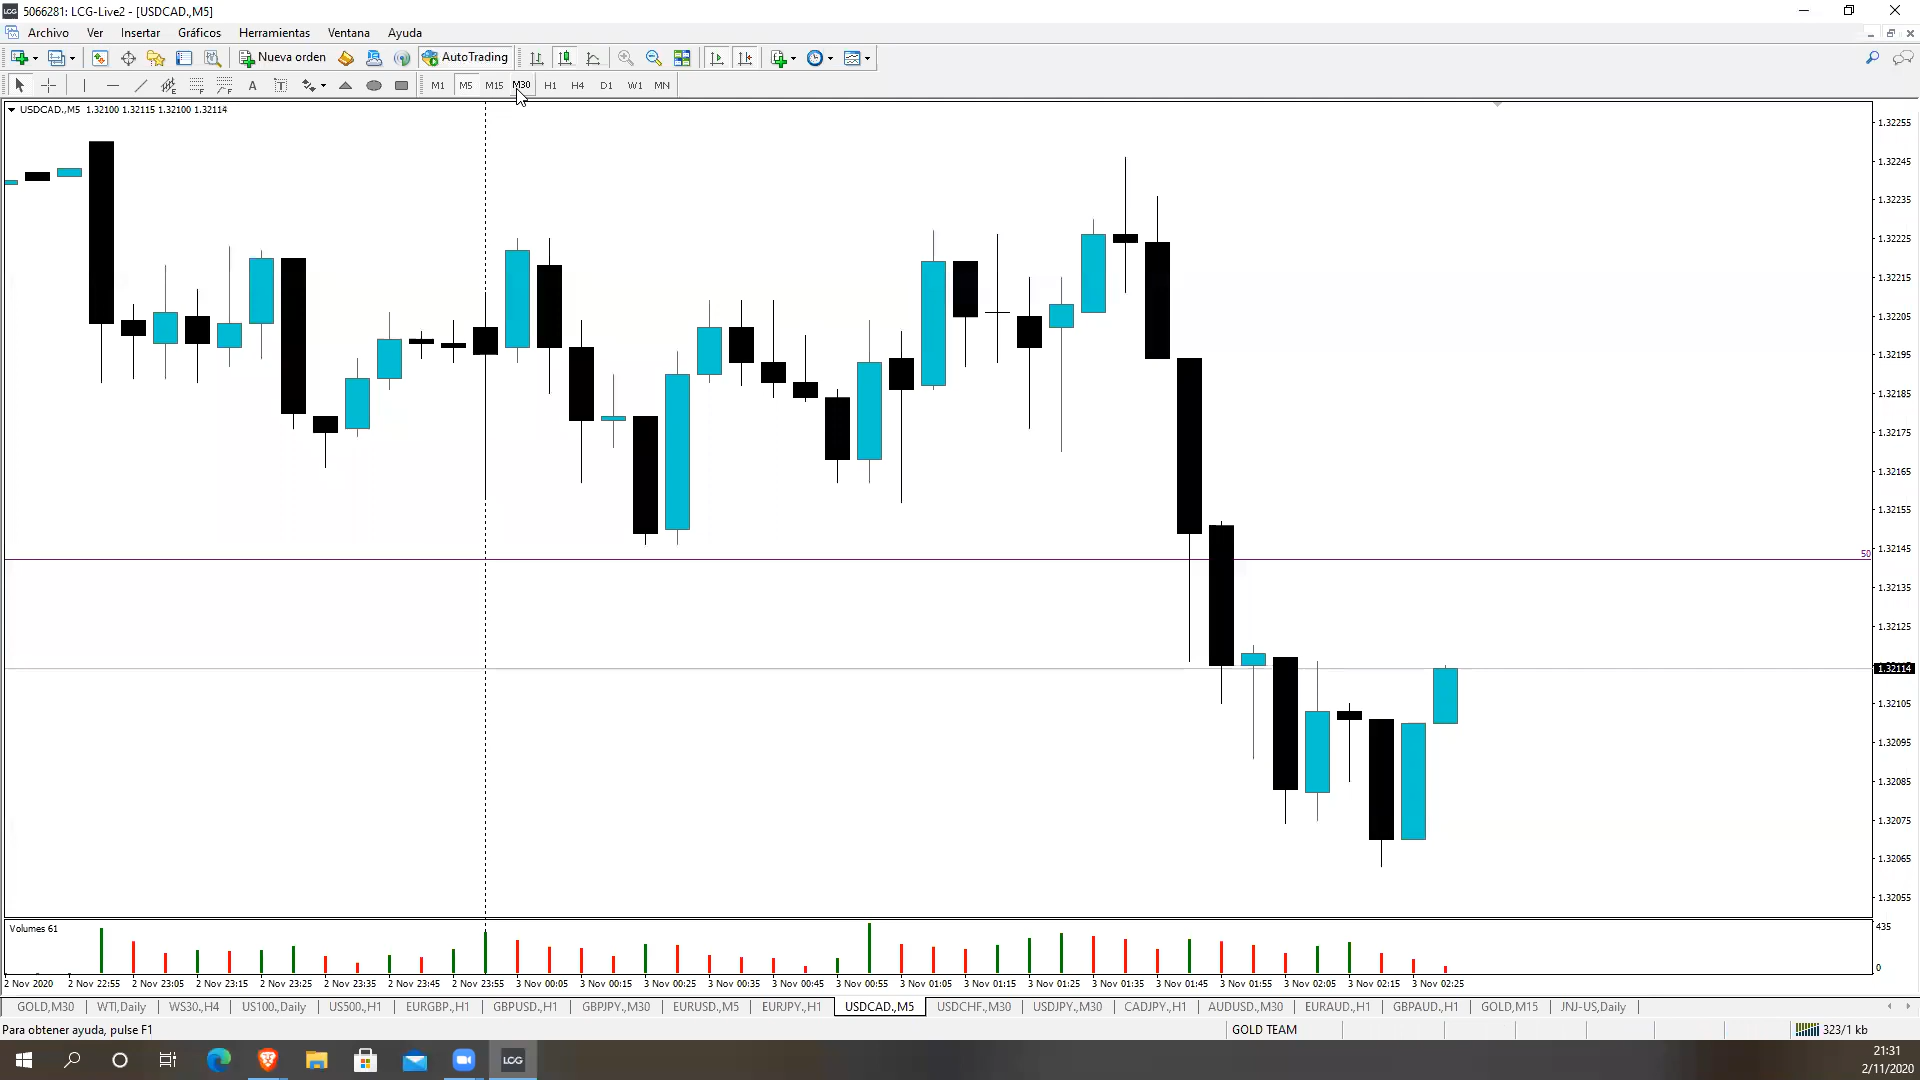 LCG 5066281: LCG-Live2 - [USDCAD.,M5]
Archivo Ver Insertar Gráficos Herramientas Ventana Ayuda
Nueva orden AutoTrading
A T M1 M5 M15 M30 H1 H4 D1 W1 MN
USDCAD.,M5 1.32100 1.32115 1.32100 1.32114
1.32255
1.32245
1.32235
1.32225
1.32215
1.32205
1.32195
1.32185
1.32175
1.32165
1.32155
50
1.32145
1.32135
1.32125
1.32114
1.32105
1.32095
1.32085
1.32075
1.32065
1.32055
Volumes 61
435
0
2 Nov 2020 2 Nov 22:55 2 Nov 23:05 2 Nov 23:15 2 Nov 23:25 2 Nov 23:35 2 Nov 23:45 2 Nov 23:55 3 Nov 00:05 3 Nov 00:15 3 Nov 00:25 3 Nov 00:35 3 Nov 00:45 3 Nov 00:55 3 Nov 01:05 3 Nov 01:15 3 Nov 01:25 3 Nov 01:35 3 Nov 01:45 3 Nov 01:55 3 Nov 02:05 3 Nov 02:15 3 Nov 02:25
GOLD,M30 WTI,Daily WS30.,H4 US100.,Daily US500.,H1 EURGBP.,H1 GBPUSD.,H1 GBPJPY.,M30 EURUSD.,M5 EURJPY.,H1 USDCAD.,M5 USDCHF.,M30 USDJPY.,M30 CADJPY.,H1 AUDUSD.,M30 EURAUD.,H1 GBPAUD.,H1 GOLD.,M15 JNJ-US,Daily
Para obtener ayuda, pulse F1 GOLD TEAM 323/1 kb
LCG
21:31
2/11/2020